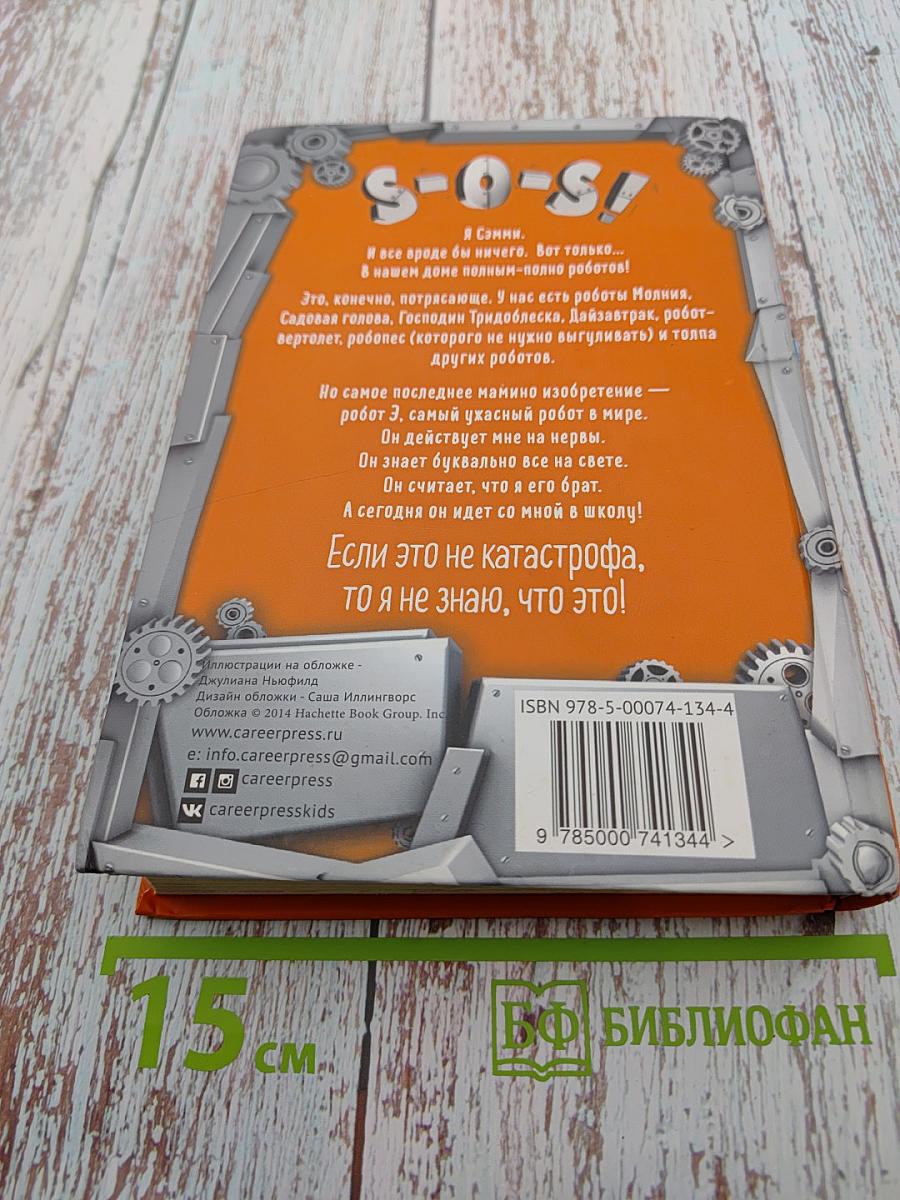 S-O-S!
Я Сэмми.
И все вроде бы ничего. Вот только...
В нашем доме полным-полно роботов!
Это, конечно, потрясающе. У нас есть роботы Молния,
Садовая голова, Господин Тридоблеска, Дайзавтрак, робот-
вертолет, робопес (которого не нужно выгуливать) и толпа
других роботов.
Но самое последнее мамино изобретение —
робот Э, самый ужасный робот в мире.
Он действует мне на нервы.
Он знает буквально все на свете.
Он считает, что я его брат.
А сегодня он идет со мной в школу!
Если это не катастрофа,
то я не знаю, что это!
Иллюстрации на обложке -
Джулиана Ньюфилд
Дизайн обложки - Саша Иллингворс
Обложка © 2014 Hachette Book Group. Inc.
www.careerpress.ru
e: info.careerpress@gmail.com
careerpress
careerpresskids
ISBN 978-5-00074-134-4
9 785000 741344 >
15 см
БФ БИБЛИОФАН